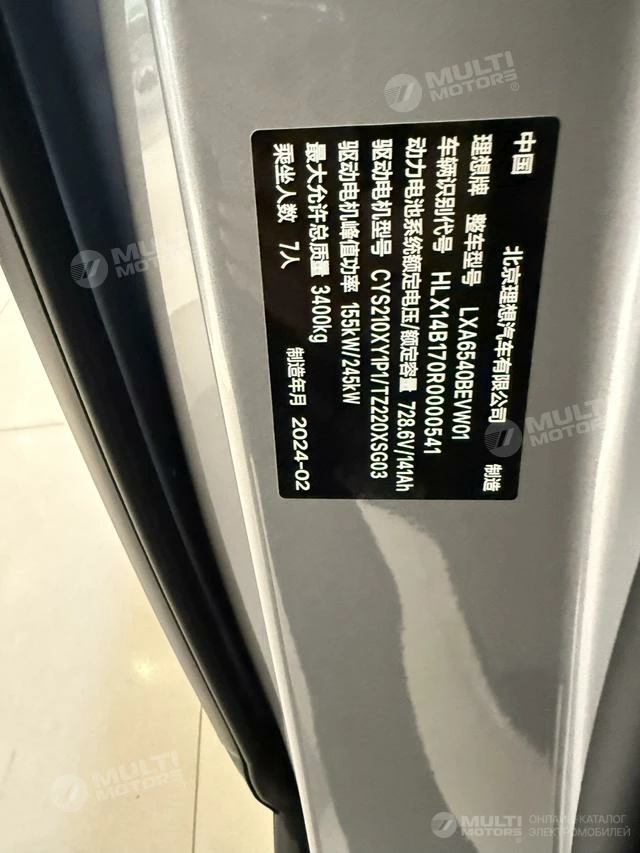 中国 北京理想汽车有限公司 制造
理想牌 整车型号 LXA6540BEVW01
车辆识别代号 HLX14B170R0000541
动力电池系统额定电压/额定容量 728.6V/141Ah
驱动电机型号 CYS210XY1P1/TZ220XSG03
驱动电机峰值功率 155kW/245kW
最大允许总质量 3400kg
乘坐人数 7人 制造年月 2024-02
MULTI
MOTORS®
MULTI
MOTORS
MULTI
MOTORS
MULTI
MOTORS
MULTI
MOTORS
ОНЛАЙН-КАТАЛОГ
ЭЛЕКТРОМОБИЛЕЙ